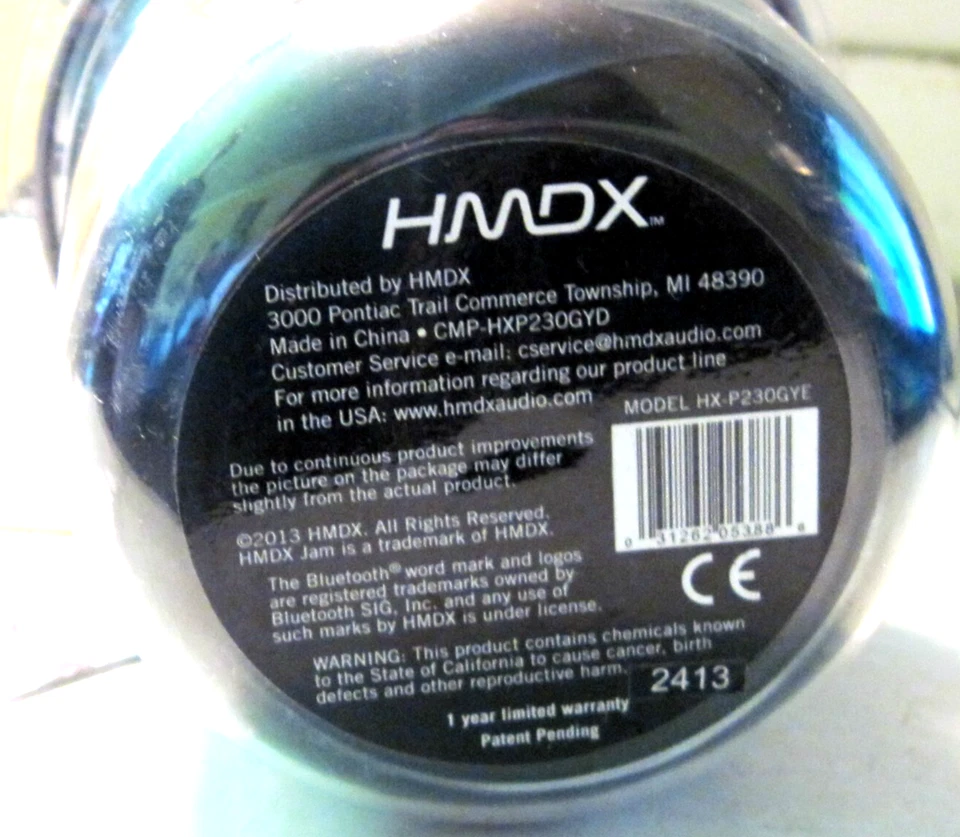 HMDX™
Distributed by HMDX
3000 Pontiac Trail Commerce Township, MI 48390
Made in China • CMP-HXP230GYD
Customer Service e-mail: cservice@hmdxaudio.com
For more information regarding our product line
in the USA: www.hmdxaudio.com
MODEL HX-P230GYE
Due to continuous product improvements
the picture on the package may differ
slightly from the actual product.
©2013 HMDX. All Rights Reserved.
HMDX Jam is a trademark of HMDX.
0 31262 05388 6
CE
The Bluetooth® word mark and logos
are registered trademarks owned by
Bluetooth SIG, Inc. and any use of
such marks by HMDX is under license.
WARNING: This product contains chemicals known
to the State of California to cause cancer, birth
defects and other reproductive harm.
2413
1 year limited warranty
Patent Pending